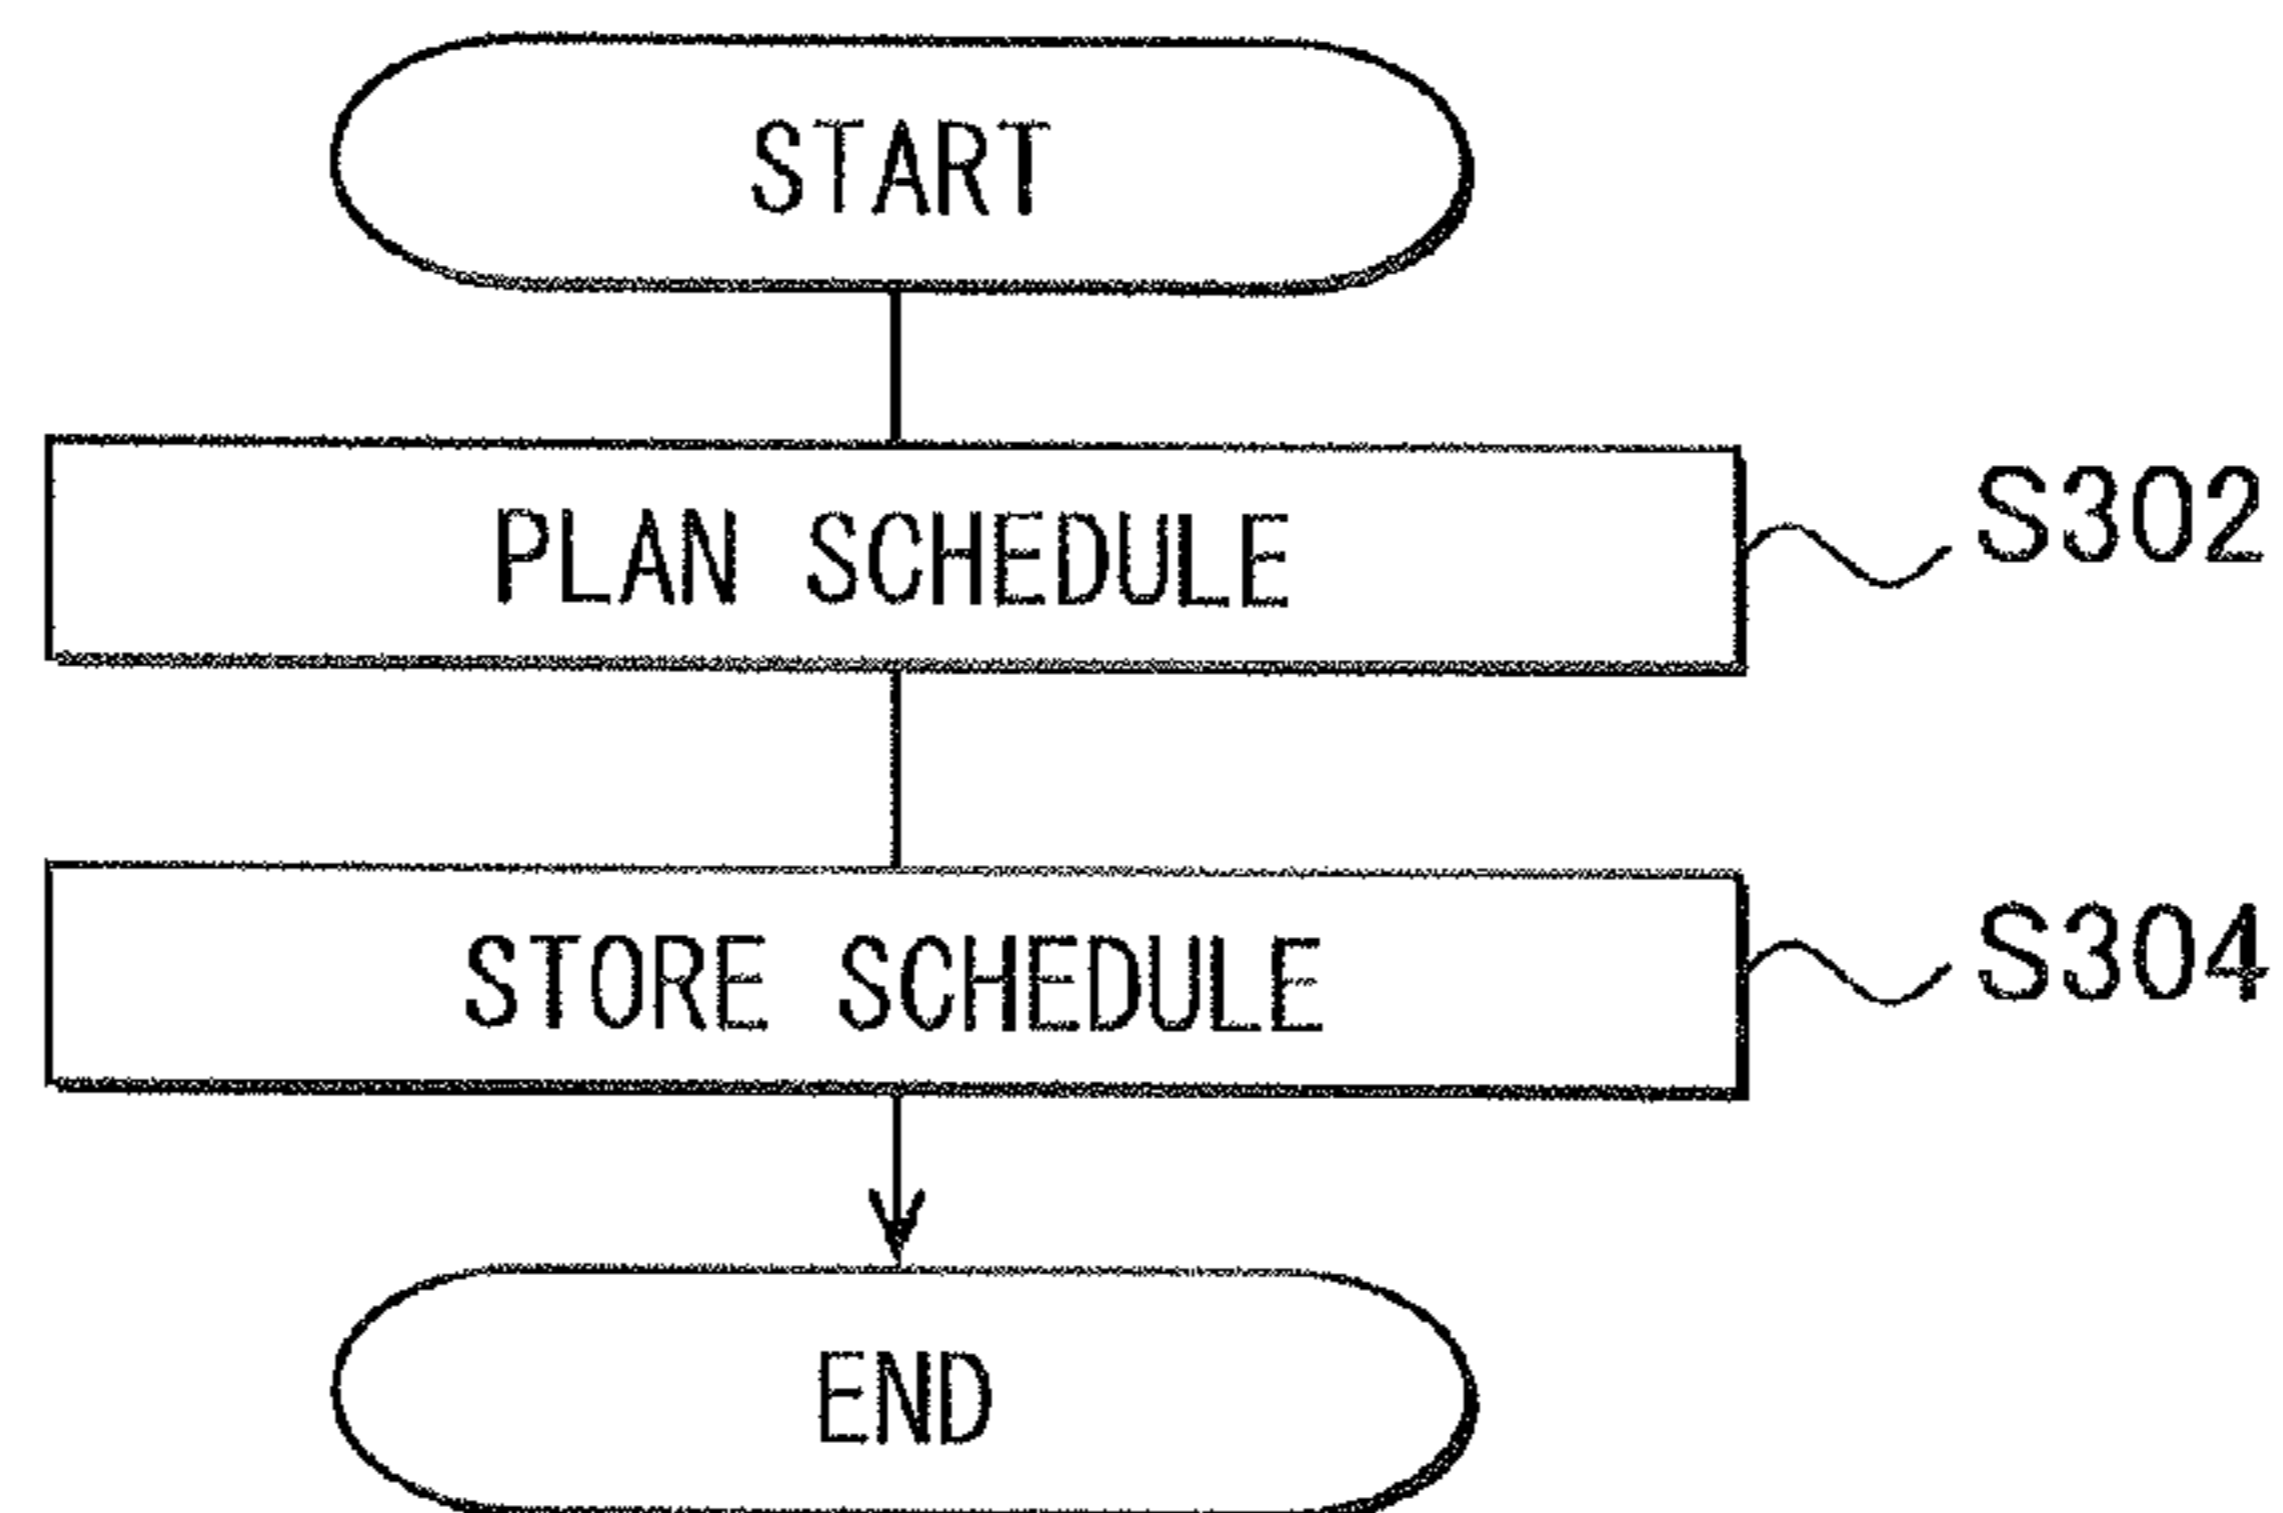 START
PLAN SCHEDULE
S302
STORE SCHEDULE
S304
END